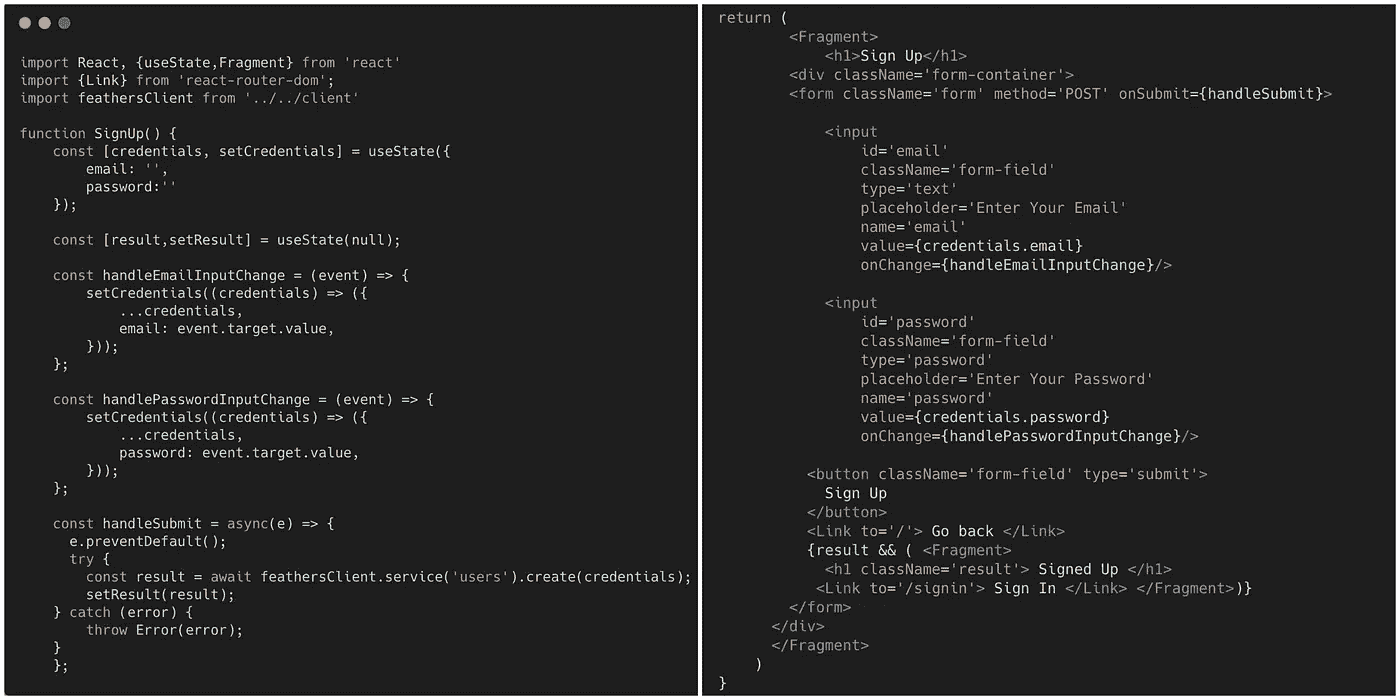 import React, {useState,Fragment} from 'react'
import {Link} from 'react-router-dom';
import feathersClient from '../../client'

function SignUp() {
    const [credentials, setCredentials] = useState({
        email: '',
        password:''
    });

    const [result,setResult] = useState(null);

    const handleEmailInputChange = (event) => {
        setCredentials((credentials) => ({
            ...credentials,
            email: event.target.value,
        }));
    };

    const handlePasswordInputChange = (event) => {
        setCredentials((credentials) => ({
            ...credentials,
            password: event.target.value,
        }));
    };

    const handleSubmit = async(e) => {
      e.preventDefault();
      try {
        const result = await feathersClient.service('users').create(credentials);
        setResult(result);
    } catch (error) {
        throw Error(error);
    }
    };
return (
        <Fragment>
            <h1>Sign Up</h1>
        <div className='form-container'>
        <form className='form' method='POST' onSubmit={handleSubmit}>

            <input
                id='email'
                className='form-field'
                type='text'
                placeholder='Enter Your Email'
                name='email'
                value={credentials.email}
                onChange={handleEmailInputChange}/>

            <input
                id='password'
                className='form-field'
                type='password'
                placeholder='Enter Your Password'
                name='password'
                value={credentials.password}
                onChange={handlePasswordInputChange}/>

          <button className='form-field' type='submit'>
            Sign Up
          </button>
          <Link to='/'> Go back </Link>
          {result && ( <Fragment>
            <h1 className='result'> Signed Up </h1>
           <Link to='/signin'> Sign In </Link> </Fragment>)}
        </form>
      </div>
      </Fragment>
    )
}